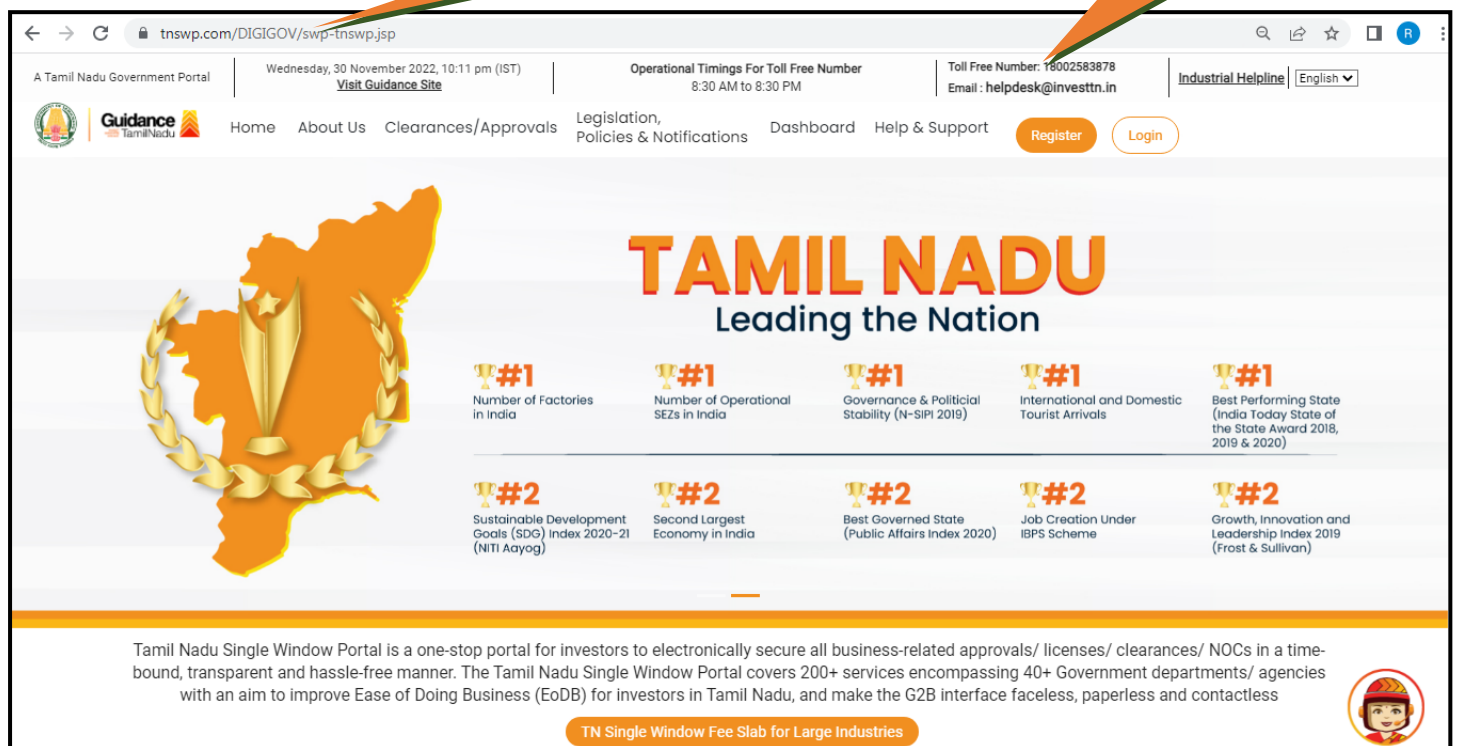 tnswp.com/DIGIGOV/swp-tnswp.jsp
R
A Tamil Nadu Government Portal
Wednesday, 30 November 2022, 10:11 pm (IST)
Visit Guidance Site
Operational Timings For Toll Free Number
8:30 AM to 8:30 PM
Toll Free Number: 18002583878
Email : helpdesk@investtn.in
Industrial Helpline
English
Guidance
TamilNadu
Home
About Us
Clearances/Approvals
Legislation,
Policies & Notifications
Dashboard
Help & Support
Register
Login
TAMIL NADU
Leading the Nation
#1
Number of Factories
in India
#1
Number of Operational
SEZs in India
#1
Governance & Politicial
Stability (N-SIPI 2019)
#1
International and Domestic
Tourist Arrivals
#1
Best Performing State
(India Today State of
the State Award 2018,
2019 & 2020)
#2
Sustainable Development
Goals (SDG) Index 2020-21
(NITI Aayog)
#2
Second Largest
Economy in India
#2
Best Governed State
(Public Affairs Index 2020)
#2
Job Creation Under
IBPS Scheme
#2
Growth, Innovation and
Leadership Index 2019
(Frost & Sullivan)
Tamil Nadu Single Window Portal is a one-stop portal for investors to electronically secure all business-related approvals/ licenses/ clearances/ NOCs in a time-
bound, transparent and hassle-free manner. The Tamil Nadu Single Window Portal covers 200+ services encompassing 40+ Government departments/ agencies
with an aim to improve Ease of Doing Business (EoDB) for investors in Tamil Nadu, and make the G2B interface faceless, paperless and contactless
TN Single Window Fee Slab for Large Industries